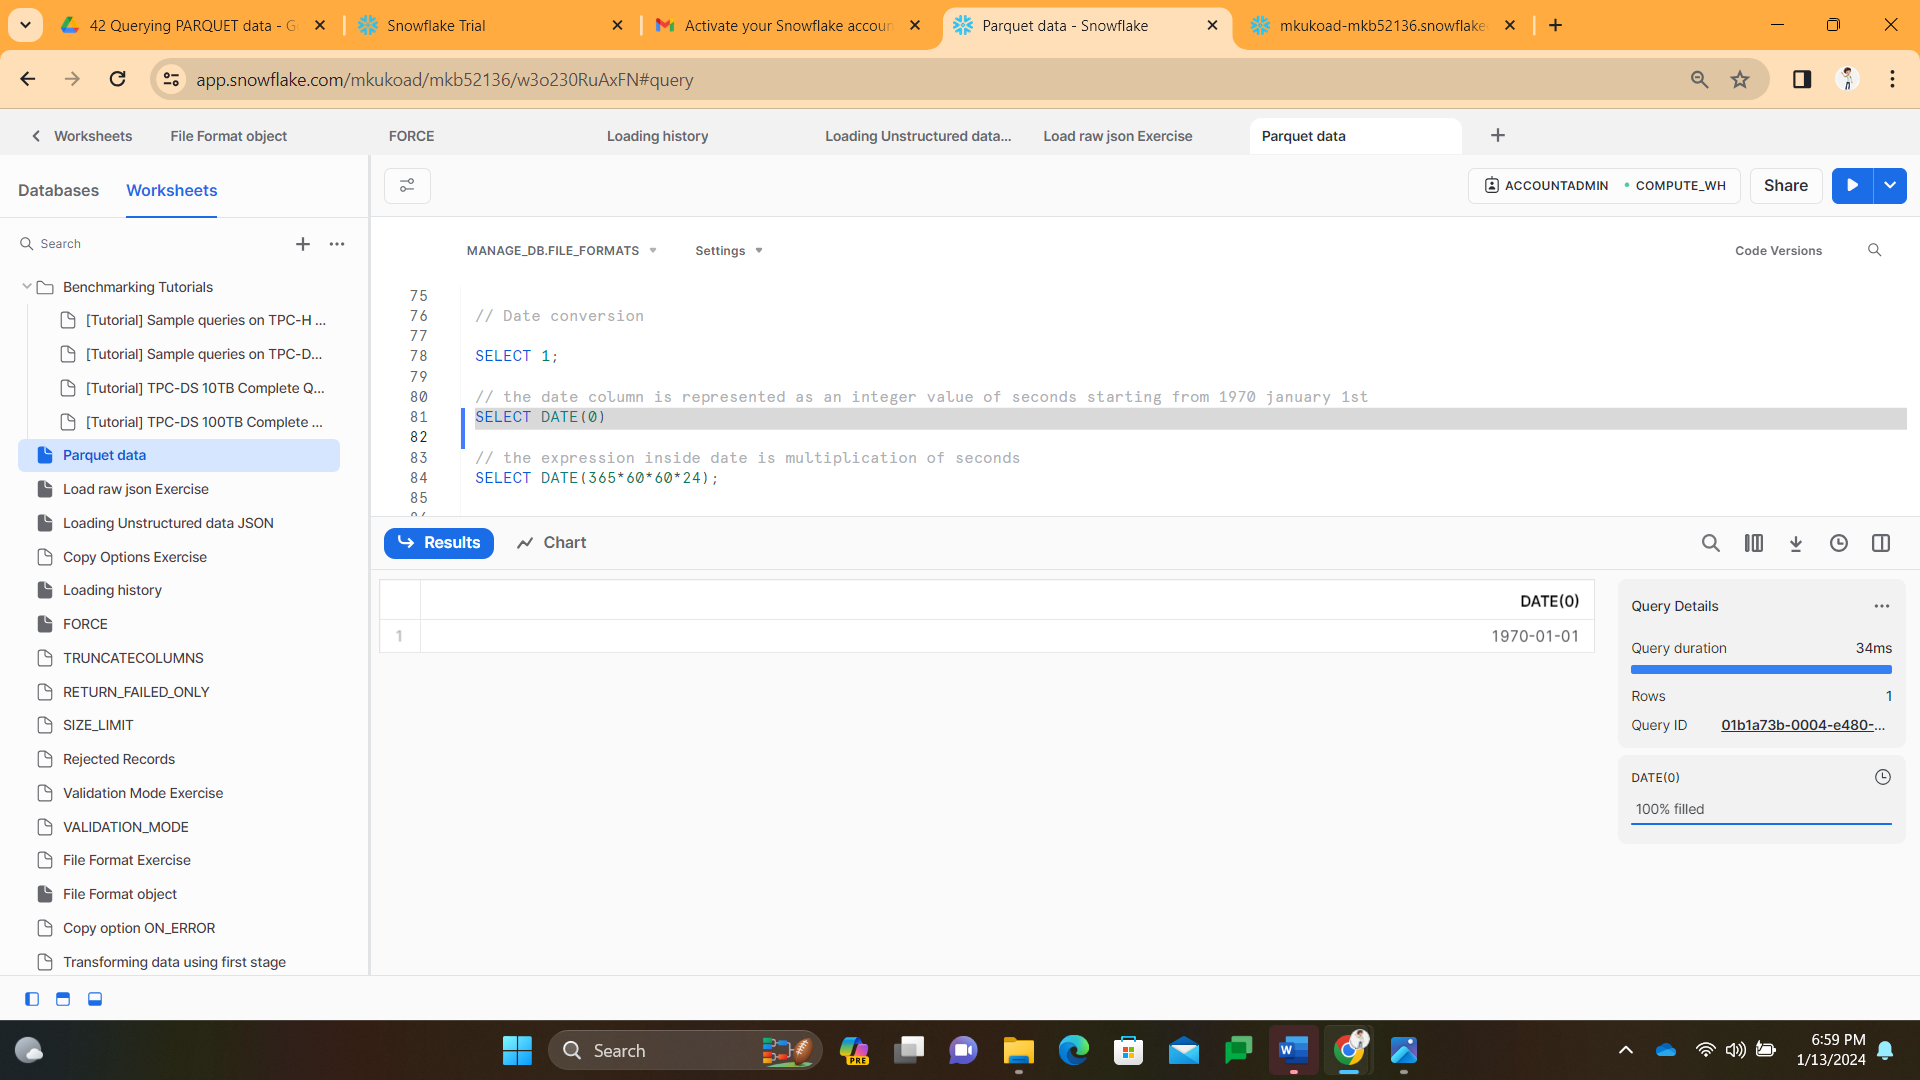 42 Querying PARQUET data - G
Snowflake Trial
Activate your Snowflake accoun
Parquet data - Snowflake
mkukoad-mkb52136.snowflake
app.snowflake.com/mkukoad/mkb52136/w3o230RuAxFN#query
Worksheets
File Format object
FORCE
Loading history
Loading Unstructured data...
Load raw json Exercise
Parquet data
Databases
Worksheets
ACCOUNTADMIN
COMPUTE_WH
Share
Search
MANAGE_DB.FILE_FORMATS
Settings
Code Versions
Benchmarking Tutorials
[Tutorial] Sample queries on TPC-H ...
[Tutorial] Sample queries on TPC-D...
[Tutorial] TPC-DS 10TB Complete Q...
[Tutorial] TPC-DS 100TB Complete ...
Parquet data
Load raw json Exercise
Loading Unstructured data JSON
Copy Options Exercise
Loading history
FORCE
TRUNCATECOLUMNS
RETURN_FAILED_ONLY
SIZE_LIMIT
Rejected Records
Validation Mode Exercise
VALIDATION_MODE
File Format Exercise
File Format object
Copy option ON_ERROR
Transforming data using first stage
75
76 // Date conversion
77
78 SELECT 1;
79
80 // the date column is represented as an integer value of seconds starting from 1970 january 1st
81 SELECT DATE(0)
82
83 // the expression inside date is multiplication of seconds
84 SELECT DATE(365*60*60*24);
85
Results
Chart
DATE(0)
1 1970-01-01
Query Details
Query duration 34ms
Rows 1
Query ID 01b1a73b-0004-e480-...
DATE(0)
100% filled
Search
PRE
6:59 PM
1/13/2024